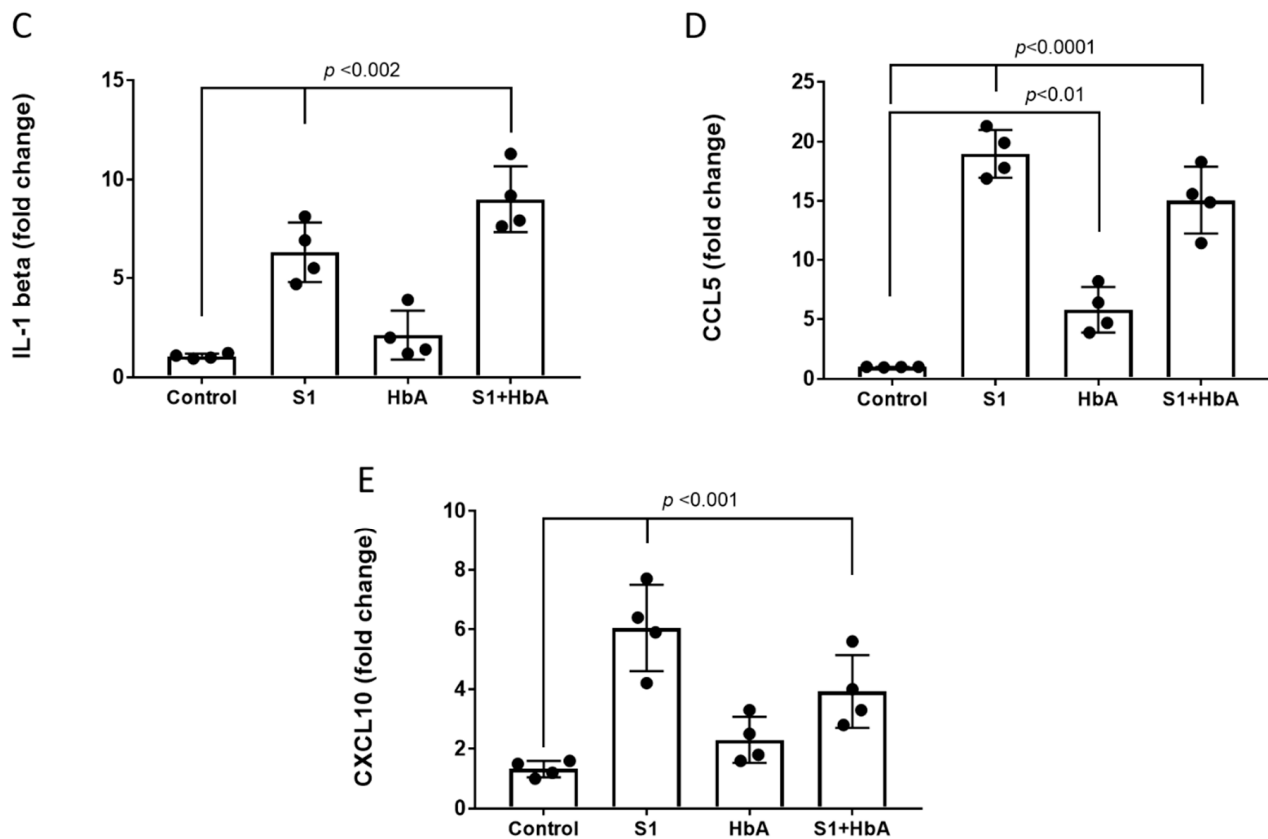 C
IL-1 beta (fold change)
p <0.002
15
10
5
0
Control S1 HbA S1+HbA
D
CCL5 (fold change)
p<0.0001
p<0.01
25
20
15
10
5
0
Control S1 HbA S1+HbA
E
CXCL10 (fold change)
p <0.001
10
8
6
4
2
0
Control S1 HbA S1+HbA